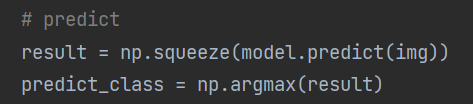 # predict
result = np.squeeze(model.predict(img))
predict_class = np.argmax(result)